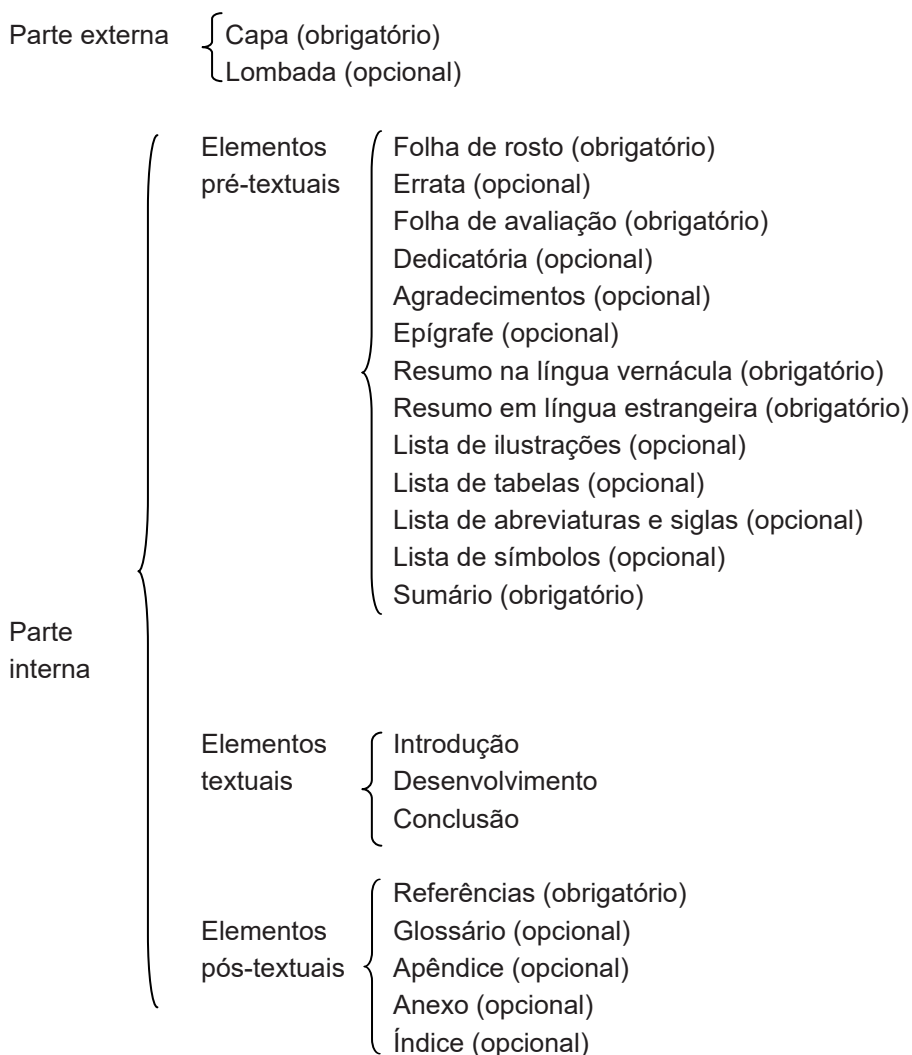 Parte externa
Capa (obrigatório)
Lombada (opcional)
Parte
interna
Elementos
pré-textuais
Folha de rosto (obrigatório)
Errata (opcional)
Folha de avaliação (obrigatório)
Dedicatória (opcional)
Agradecimentos (opcional)
Epígrafe (opcional)
Resumo na língua vernácula (obrigatório)
Resumo em língua estrangeira (obrigatório)
Lista de ilustrações (opcional)
Lista de tabelas (opcional)
Lista de abreviaturas e siglas (opcional)
Lista de símbolos (opcional)
Sumário (obrigatório)
Elementos
textuais
Introdução
Desenvolvimento
Conclusão
Elementos
pós-textuais
Referências (obrigatório)
Glossário (opcional)
Apêndice (opcional)
Anexo (opcional)
Índice (opcional)